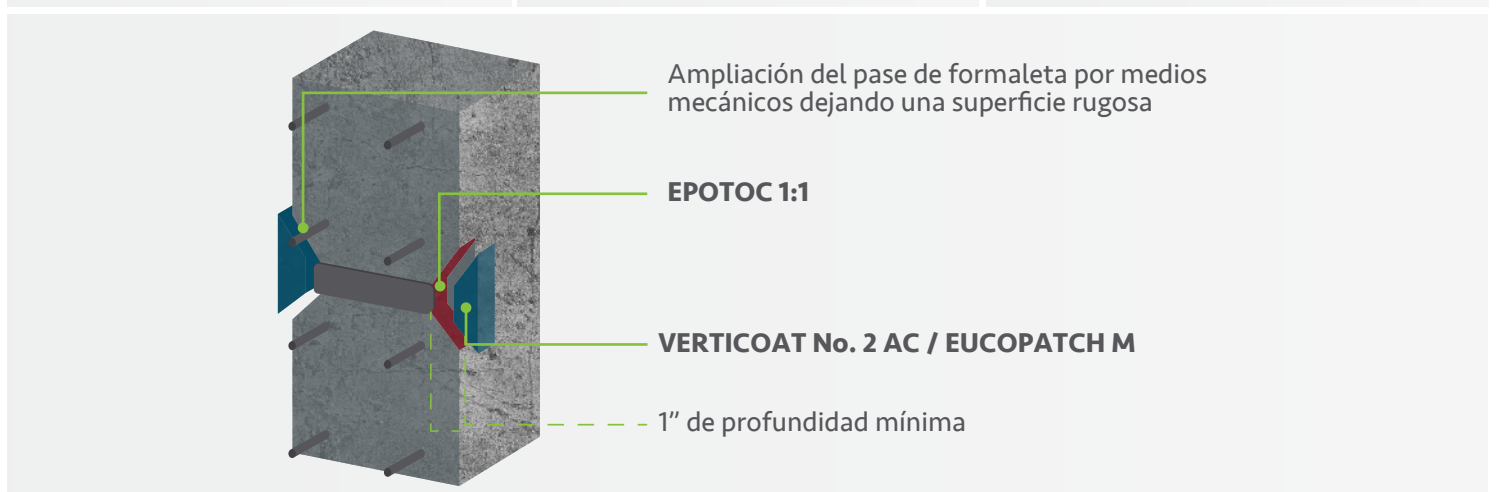 Ampliación del pase de formaleta por medios
mecánicos dejando una superficie rugosa
EPOTOC 1:1
VERTICOAT No. 2 AC / EUCOPATCH M
1” de profundidad mínima